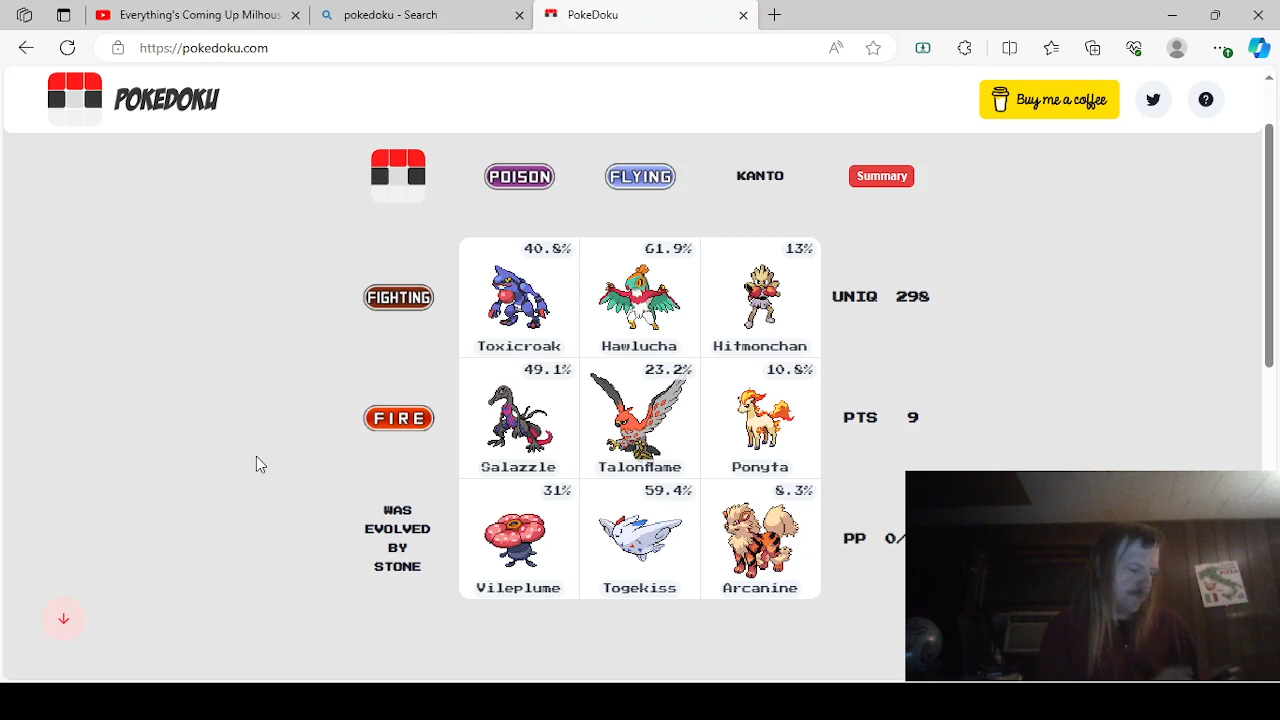 Everything's Coming Up Milhous
pokedoku - Search
PokeDoku
https://pokedoku.com
POKEDOKU
Buy me a coffee
POISON
FLYING
KANTO
Summary
40.8%
61.9%
13%
FIGHTING
UNIQ 298
Toxicroak
Hawlucha
Hitmonchan
49.1%
23.2%
10.8%
FIRE
PTS 9
Salazzle
Talonflame
Ponyta
31%
59.4%
8.3%
WAS
EVOLVED
BY
STONE
PP 0/
Vileplume
Togekiss
Arcanine